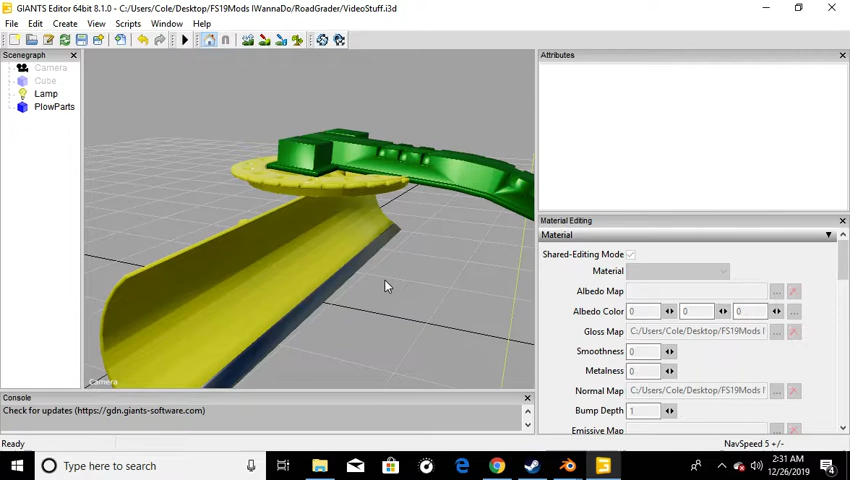 GIANTS Editor 64bit v8.1.0 - C:/Users/Cole/Desktop/FS19Mods IWannaDo/RoadGrader/VideoStuff.i3d
File Edit Create View Scripts Window Help
Scenegraph
Camera
Cube
Lamp
PlowParts
Camera
Attributes
Material Editing
Material
Shared-Editing Mode
Material
Albedo Map
Albedo Color 0 0 0
Gloss Map C:/Users/Cole/Desktop/FS19Mods I
Smoothness 0
Metalness 0
Normal Map C:/Users/Cole/Desktop/FS19Mods I
Bump Depth 1
Emissive Map
Console
Check for updates (https://gdn.giants-software.com)
Ready
NavSpeed 5 +/-
Type here to search
2:31 AM
12/26/2019
4